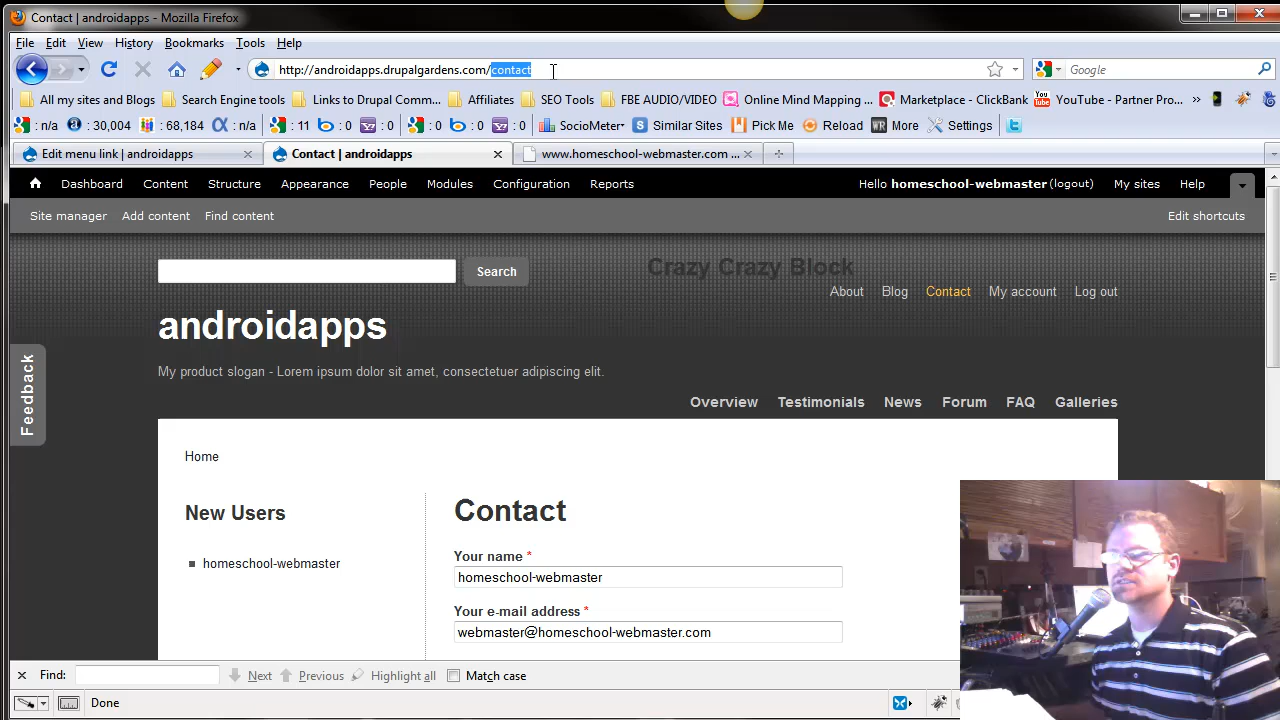 Contact | androidapps - Mozilla Firefox
File Edit View History Bookmarks Tools Help
http://androidapps.drupalgardens.com/contact Google
All my sites and Blogs Search Engine tools Links to Drupal Comm... Affiliates SEO Tools FBE AUDIO/VIDEO Online Mind Mapping ... Marketplace - ClickBank You Tube YouTube - Partner Pro... »
: n/a : 30,004 : 68,184 : n/a : 11 : 0 : 0 : 0 : 0 : 0 SocioMeter Similar Sites Pick Me Reload WR More Settings
Edit menu link | androidapps Contact | androidapps www.homeschool-webmaster.com ...
Dashboard Content Structure Appearance People Modules Configuration Reports Hello homeschool-webmaster (logout) My sites Help
Site manager Add content Find content Edit shortcuts
Search Crazy Crazy Block
About Blog Contact My account Log out
androidapps
Feedback
My product slogan - Lorem ipsum dolor sit amet, consectetuer adipiscing elit.
Overview Testimonials News Forum FAQ Galleries
Home
New Users
homeschool-webmaster
Contact
Your name *
homeschool-webmaster
Your e-mail address *
webmaster@homeschool-webmaster.com
Find: Next Previous Highlight all Match case
Done